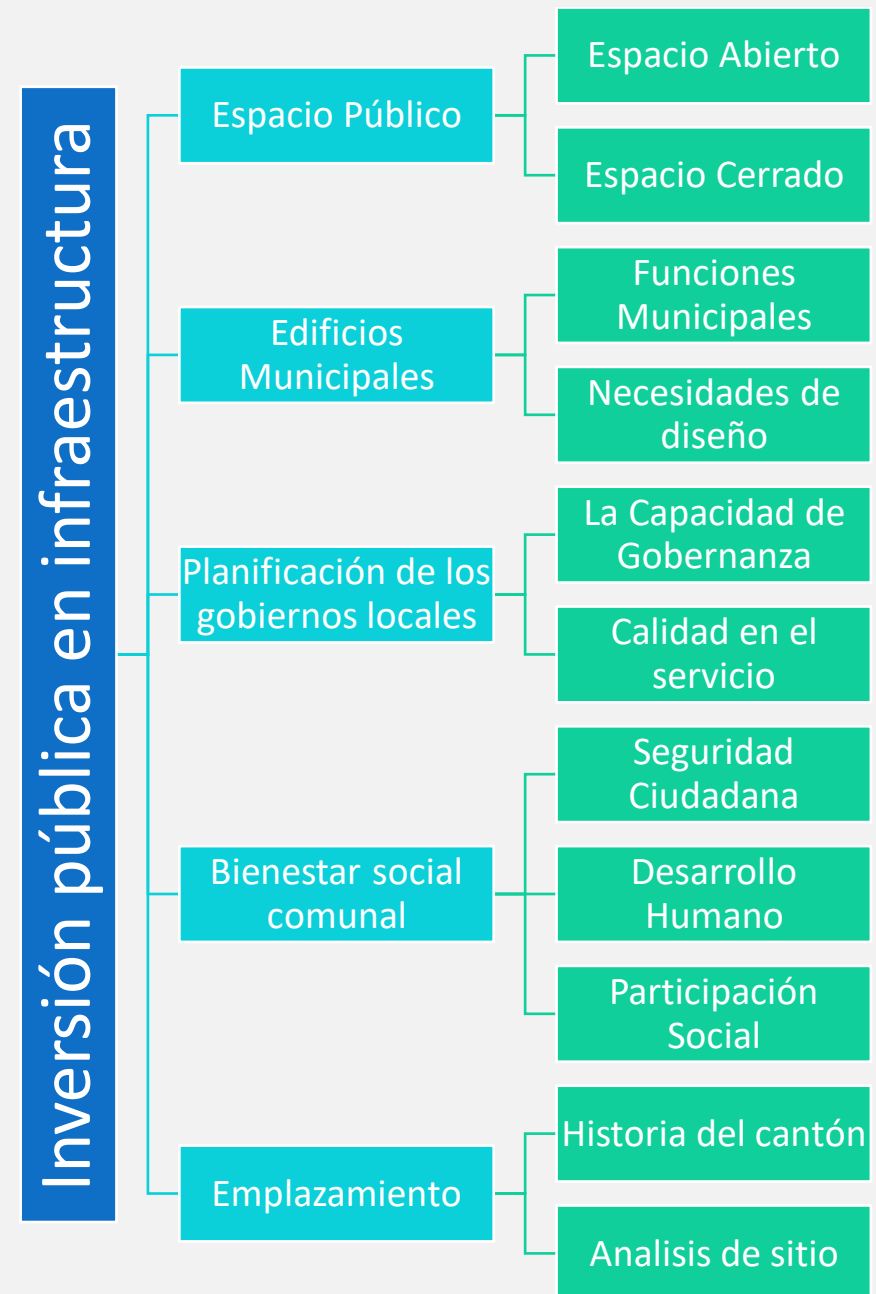 Inversión pública en infraestructura
Espacio Público
Espacio Abierto
Espacio Cerrado
Edificios
Municipales
Funciones
Municipales
Necesidades de
diseño
Planificación de los
gobiernos locales
La Capacidad de
Gobernanza
Calidad en el
servicio
Bienestar social
comunal
Seguridad
Ciudadana
Desarrollo
Humano
Participación
Social
Emplazamiento
Historia del cantón
Analisis de sitio